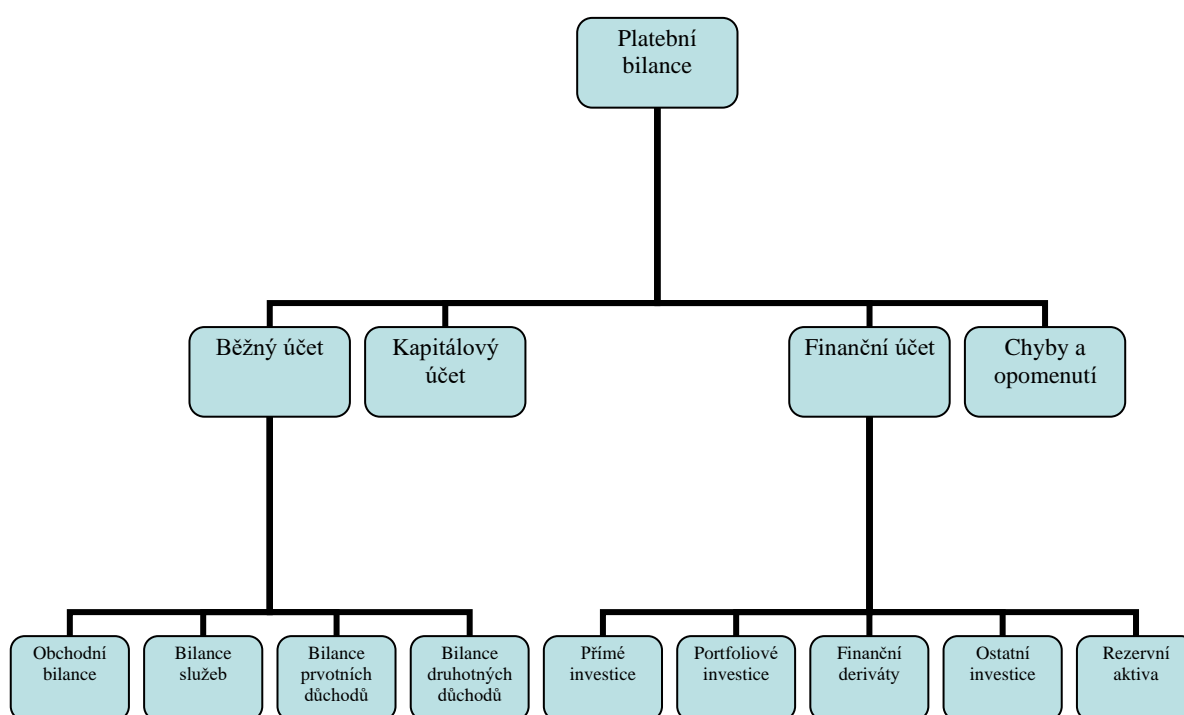 Platební
bilance
Běžný účet
Kapitálový
účet
Finanční účet
Chyby a
opomenutí
Obchodní
bilance
Bilance
služeb
Bilance
prvotních
důchodů
Bilance
druhotných
důchodů
Přímé
investice
Portfoliové
investice
Finanční
deriváty
Ostatní
investice
Rezervní
aktiva